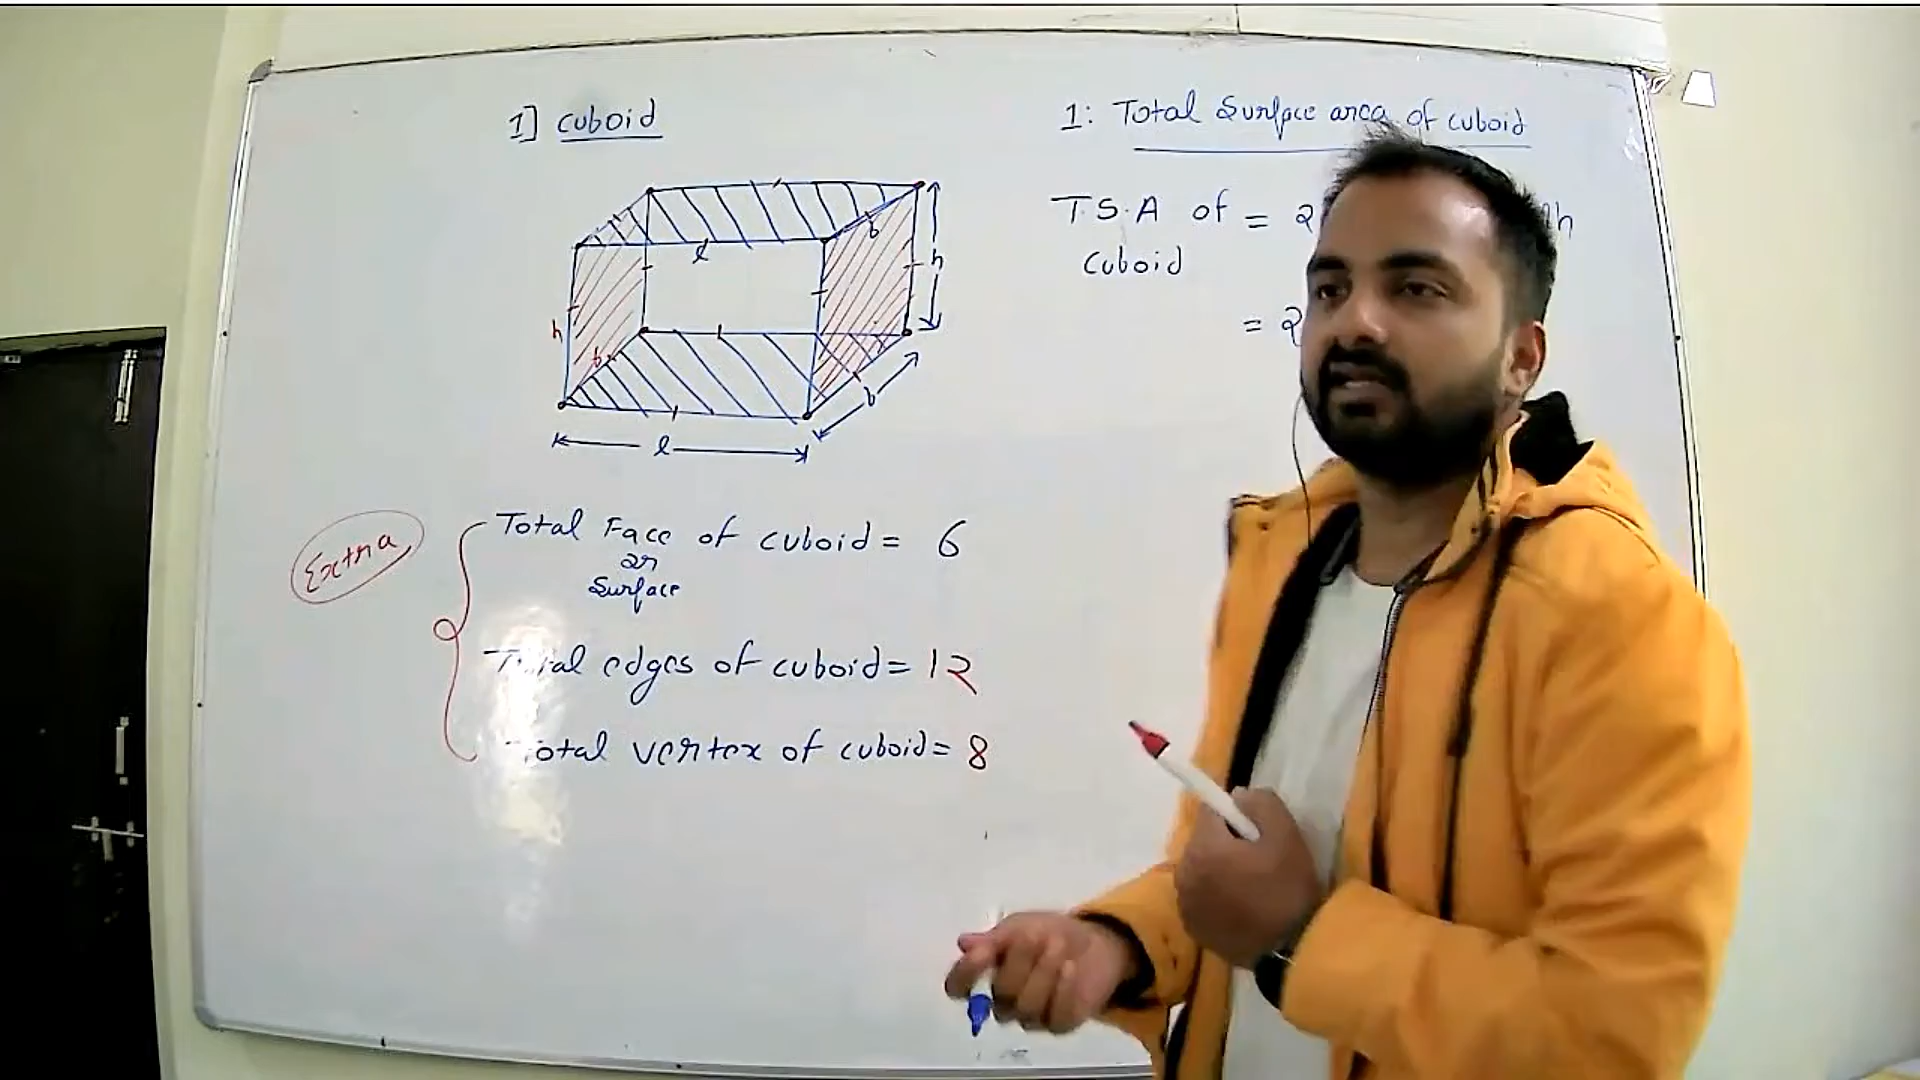 1] cuboid
l
b
h
h
b
b
l
Extra
Total Face of cuboid = 6
or
Surface
Total edges of cuboid = 12
Total vertex of cuboid = 8
1: Total Surface area of cuboid
T.S.A of = 2 h
cuboid
= 2